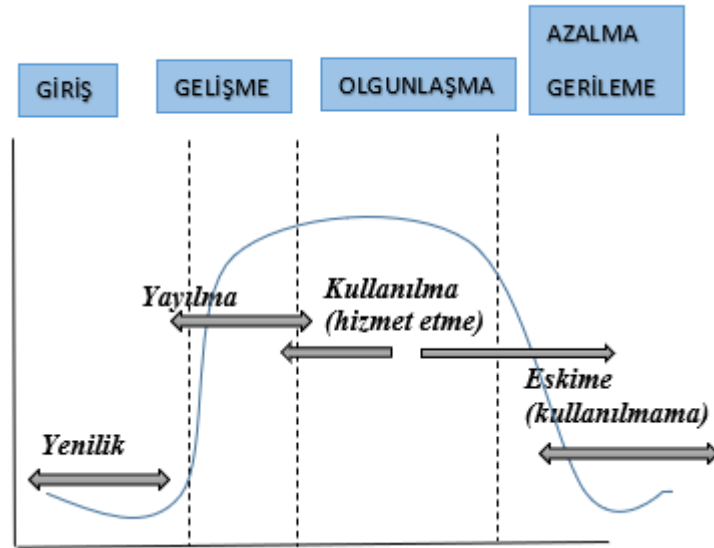 GİRİŞ
GELİŞME
OLGUNLAŞMA
AZALMA
GERİLEME
Yayılma
Kullanılma
(hizmet etme)
Eskime
(kullanılmama)
Yenilik